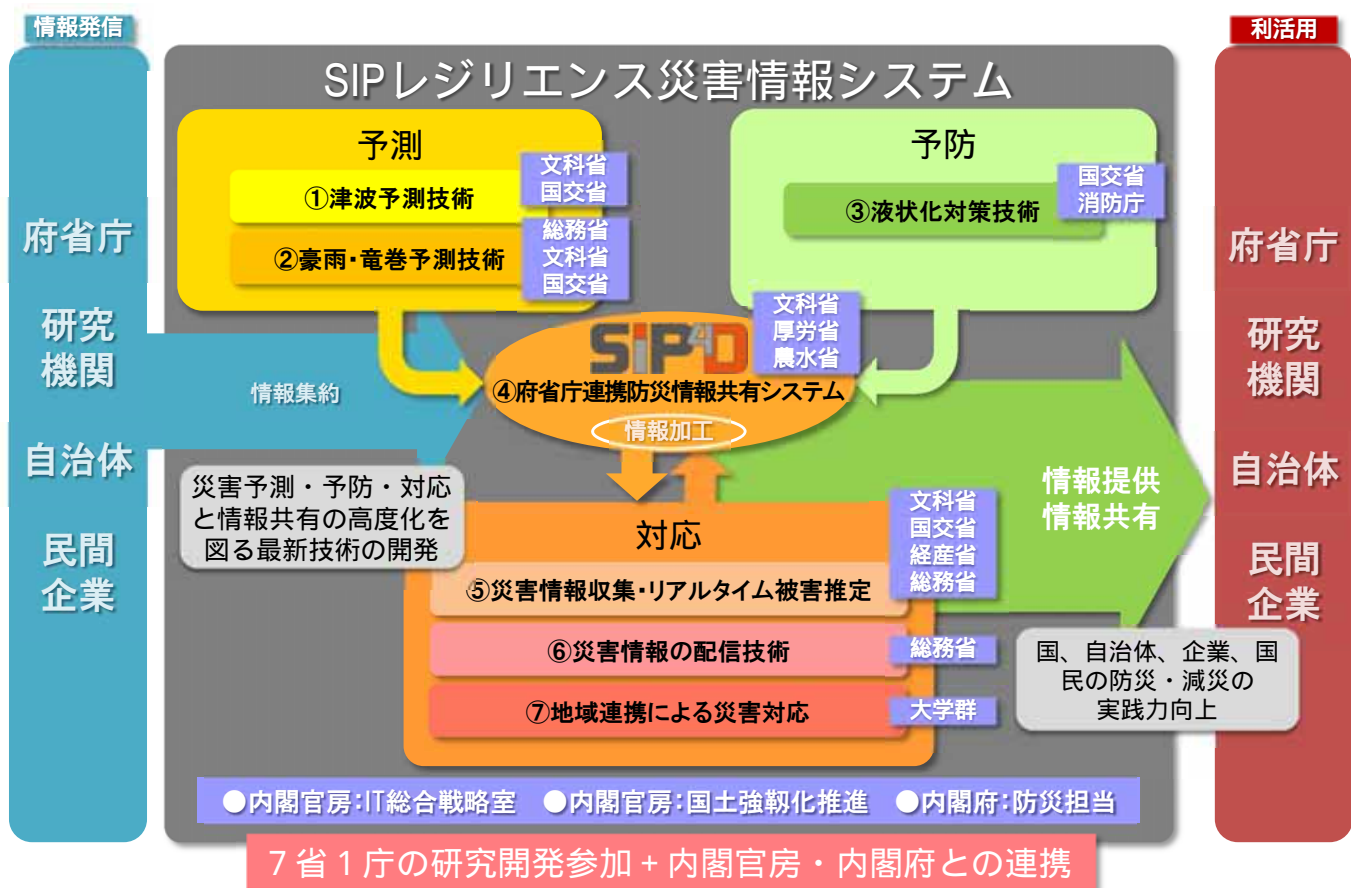 情報発信
利活用
SIPレジリエンス災害情報システム
府省庁
研究
機関
自治体
民間
企業
予測
①津波予測技術
文科省
国交省
②豪雨・竜巻予測技術
総務省
文科省
国交省
予防
③液状化対策技術
国交省
消防庁
情報集約
SIP4D
④府省庁連携防災情報共有システム
文科省
厚労省
農水省
情報加工
災害予測・予防・対応
と情報共有の高度化を
図る最新技術の開発
対応
⑤災害情報収集・リアルタイム被害推定
文科省
国交省
経産省
総務省
⑥災害情報の配信技術
総務省
⑦地域連携による災害対応
大学群
情報提供
情報共有
国、自治体、企業、国
民の防災・減災の
実践力向上
府省庁
研究
機関
自治体
民間
企業
●内閣官房:IT総合戦略室 ●内閣官房:国土強靱化推進 ●内閣府:防災担当
7省1庁の研究開発参加+内閣官房・内閣府との連携